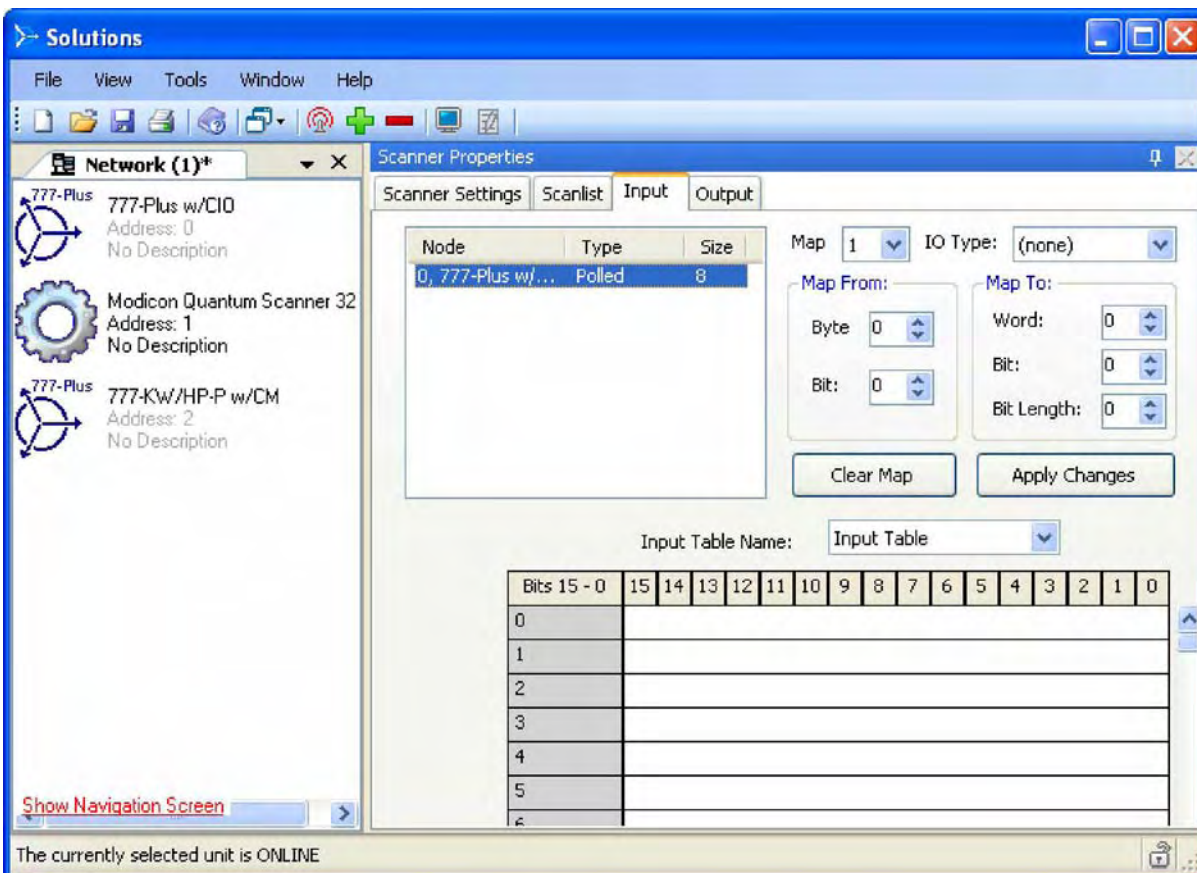 Solutions
File View Tools Window Help
Network (1)*
777-Plus
777-Plus w/CIO
Address: 0
No Description
Modicon Quantum Scanner 32
Address: 1
No Description
777-Plus
777-KW/HP-P w/CM
Address: 2
No Description
Show Navigation Screen
Scanner Properties
Scanner Settings Scanlist Input Output
Node Type Size
0, 777-Plus w/... Polled 8
Map 1 IO Type: (none)
Map From:
Byte 0
Bit: 0
Map To:
Word: 0
Bit: 0
Bit Length: 0
Clear Map Apply Changes
Input Table Name: Input Table
Bits 15 - 0 15 14 13 12 11 10 9 8 7 6 5 4 3 2 1 0
0
1
2
3
4
5
6
The currently selected unit is ONLINE